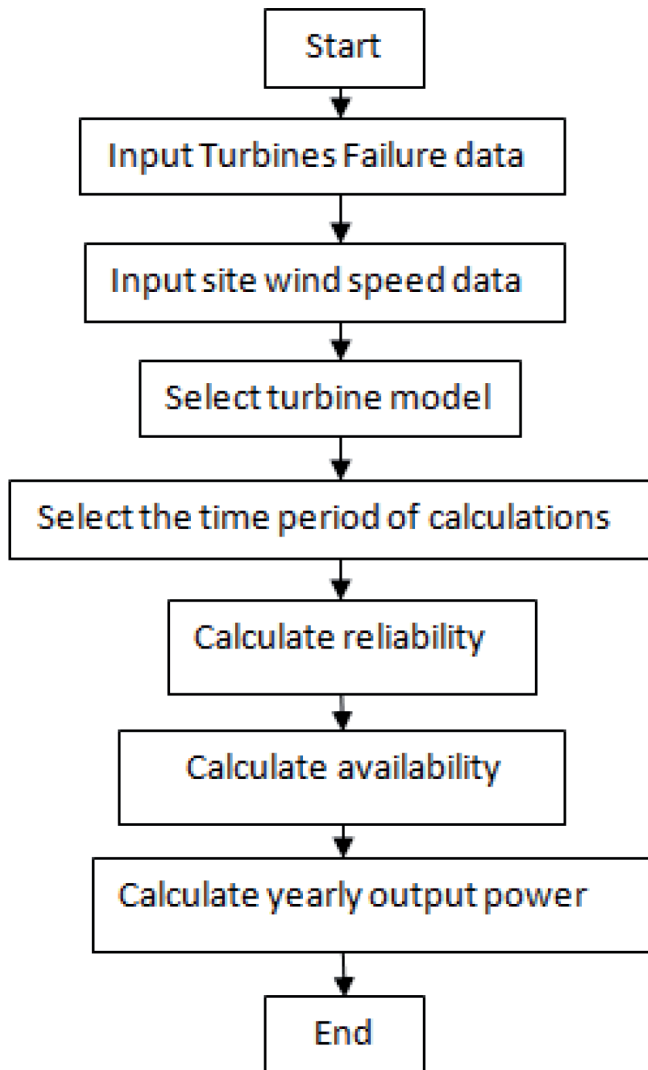 Start
Input Turbines Failure data
Input site wind speed data
Select turbine model
Select the time period of calculations
Calculate reliability
Calculate availability
Calculate yearly output power
End